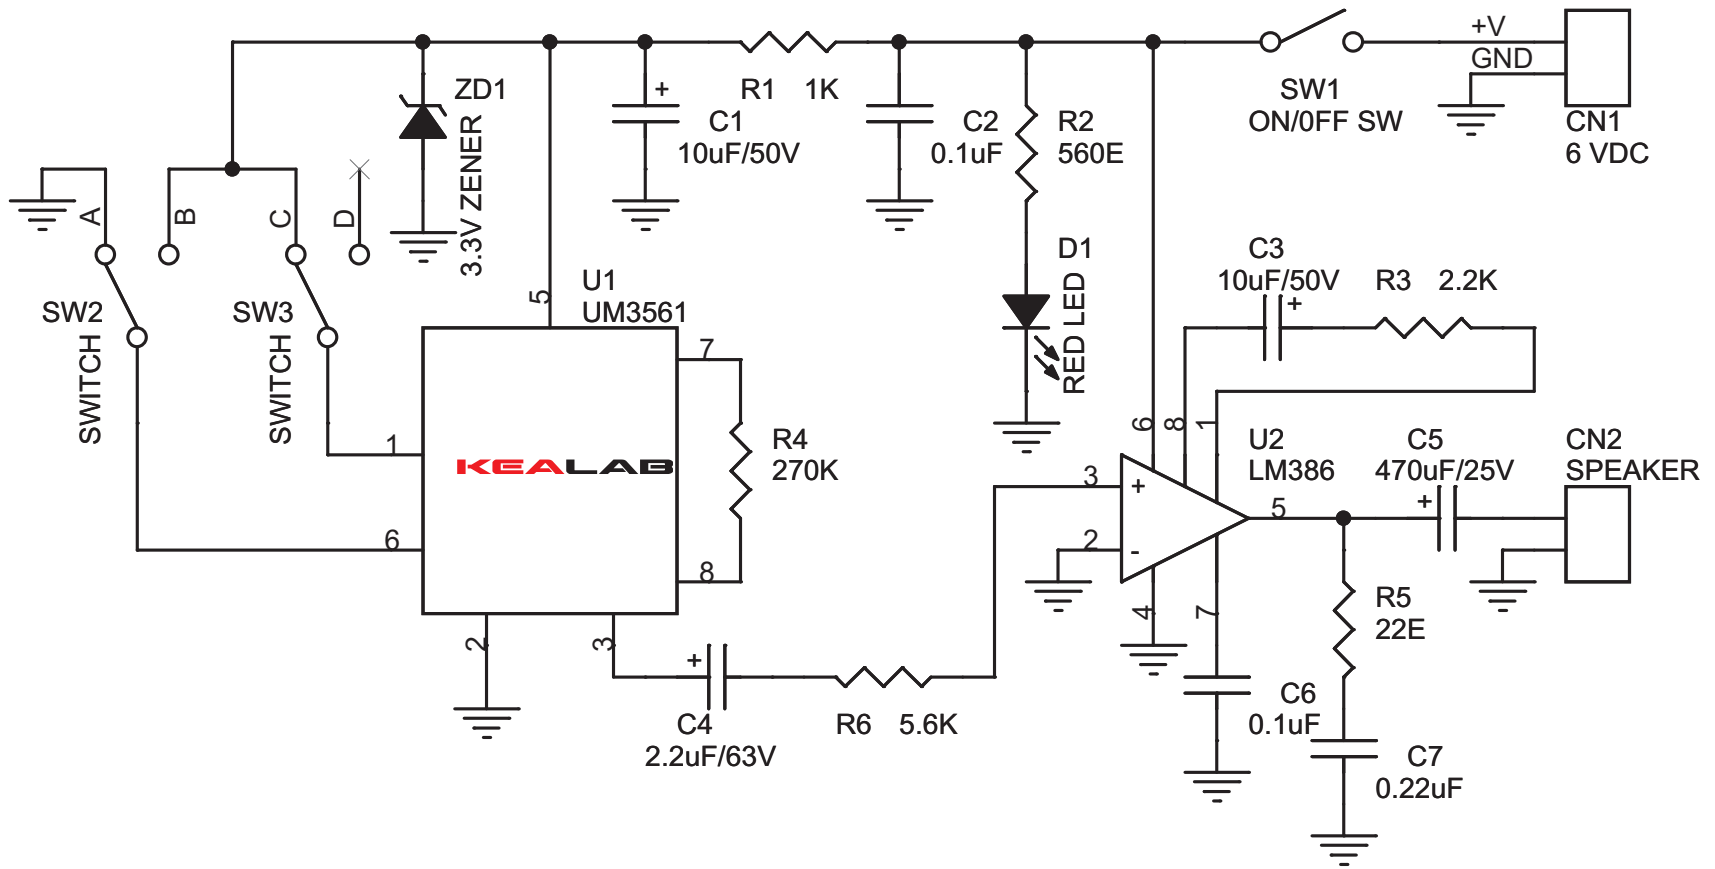 +V
GND
ZD1
3.3V ZENER
+
C1
10uF/50V
R1 1K
C2
0.1uF
R2
560E
SW1
ON/0FF SW
CN1
6 VDC
A
B
C
D
SW2
SWITCH
SW3
SWITCH
5
U1
UM3561
D1
RED LED
C3
10uF/50V
+
R3 2.2K
7
1
KEALAB
R4
270K
6
8
2
3
6
8
1
U2
LM386
C5
470uF/25V
+
CN2
SPEAKER
3
+
2
-
5
4
7
R5
22E
+
C4
2.2uF/63V
R6 5.6K
C6
0.1uF
C7
0.22uF